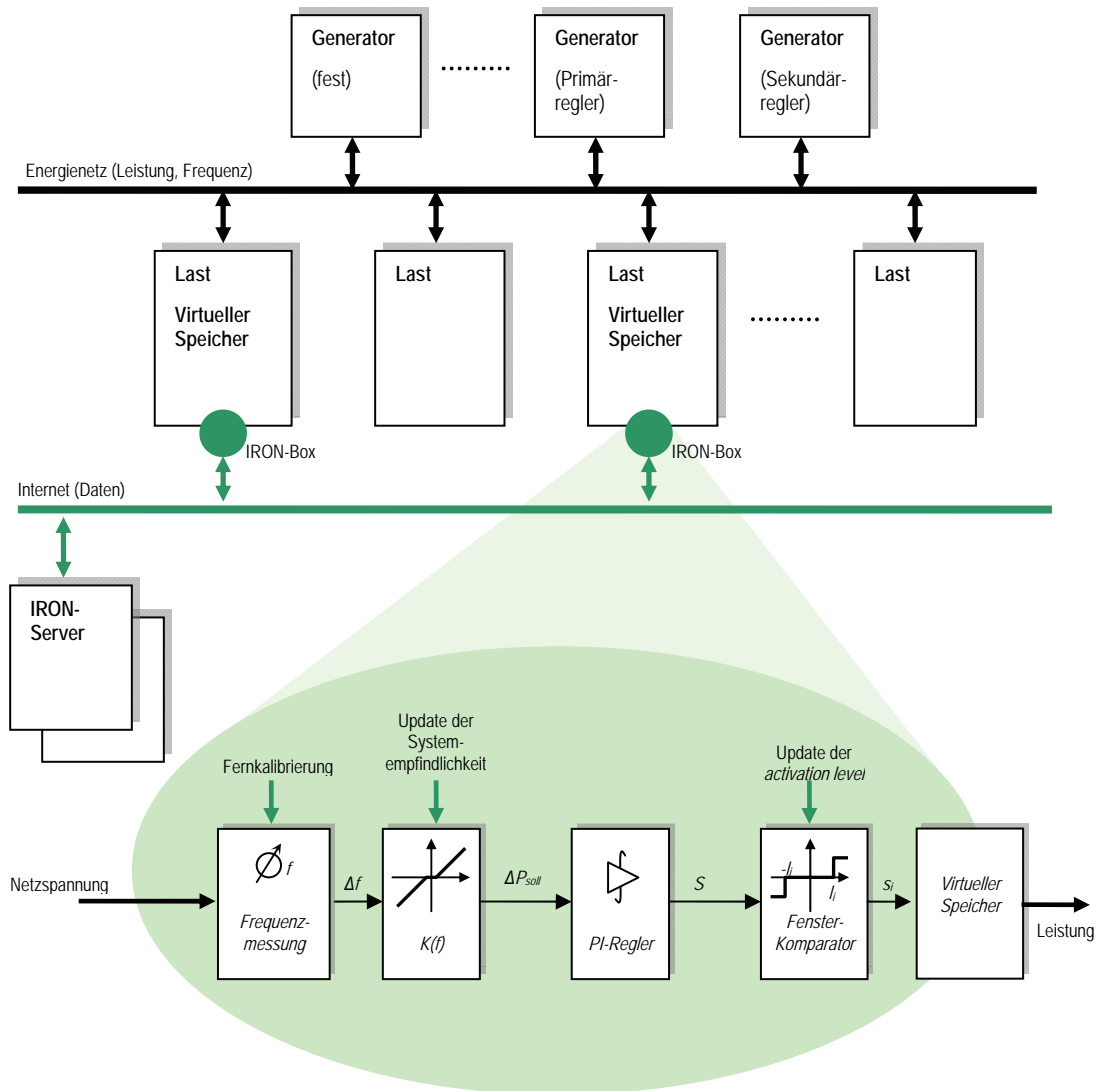 Generator
(fest)
Generator
(Primär-
regler)
Generator
(Sekundär-
regler)
Energienetz (Leistung, Frequenz)
Last
Virtueller
Speicher
Last
Last
Virtueller
Speicher
Last
IRON-Box
IRON-Box
Internet (Daten)
IRON-
Server
Update der
System-
empfindlichkeit
Fernkalibrierung
Update der
activation level
Netzspannung
f
Frequenz-
messung
Δf
K(f)
ΔPsoll
PI-Regler
S
-li
li
Fenster-
Komparator
si
Virtueller
Speicher
Leistung